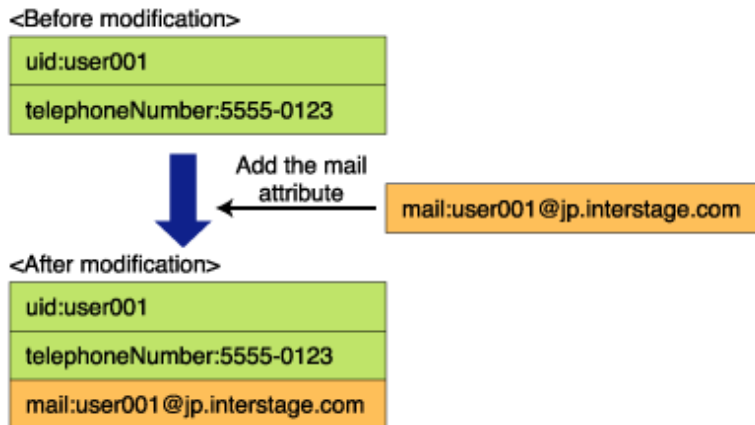 <Before modification>
uid:user001
telephoneNumber:5555-0123
Add the mail
attribute
mail:user001@jp.interstage.com
<After modification>
uid:user001
telephoneNumber:5555-0123
mail:user001@jp.interstage.com